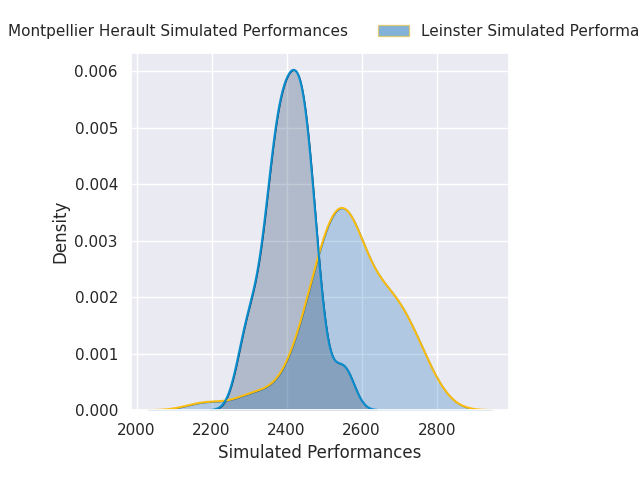 Montpellier Herault Simulated Performances
Leinster Simulated Performa
0.006
0.005
0.004
0.003
0.002
0.001
0.000
Density
2000 2200 2400 2600 2800
Simulated Performances